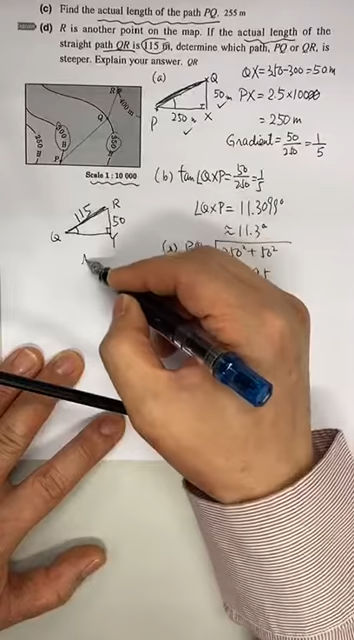 (c) Find the actual length of the path PQ. 255 m
(d) R is another point on the map. If the actual length of the
straight path QR is 115 m, determine which path, PQ or QR, is
steeper. Explain your answer. QR
(a)
Q
50 m
P
250 m
X
QX=350-300=50m
PX = 2.5×10000
= 250 m
Gradient = 50/250 = 1/5
R
400 m
Q
350 m
300 m
250 m
P
Scale 1 : 10 000
(b) tan∠QXP = 50/250 = 1/5
∠QXP = 11.3099°
≈ 11.3°
115
R
50
Q
Y
√250²+50²